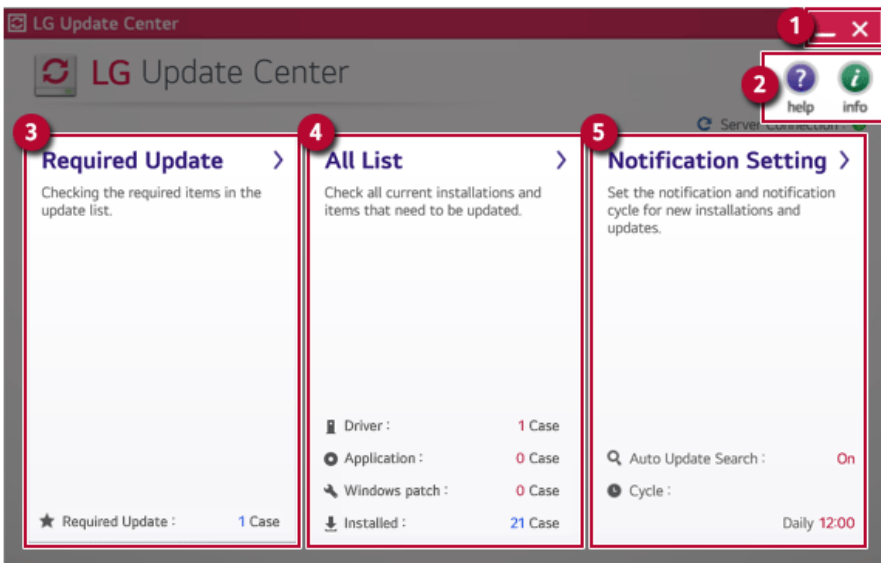 LG Update Center
1
LG Update Center
2
help
info
Server Connection :
3
Required Update >
Checking the required items in the
update list.
Required Update : 1 Case
4
All List >
Check all current installations and
items that need to be updated.
Driver : 1 Case
Application : 0 Case
Windows patch : 0 Case
Installed : 21 Case
5
Notification Setting >
Set the notification and notification
cycle for new installations and
updates.
Auto Update Search : On
Cycle :
Daily 12:00